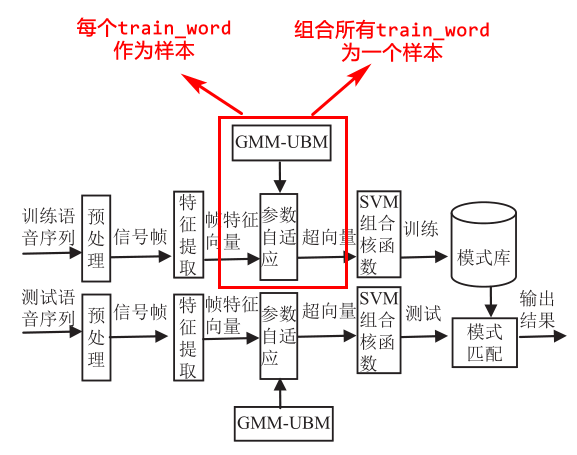 每个train_word
作为样本
组合所有train_word
为一个样本
GMM-UBM
训练语
音序列
预
处
理
信号帧
特
征
提
取
帧特征
向量
参数
自适
应
超向量
SVM
组合
核函
数
训练
模式库
测试语
音序列
预
处
理
信号帧
特
征
提
取
帧特征
向量
参数
自适
应
超向量
SVM
组合
核函
数
测试
模式
匹配
输出
结果
GMM-UBM